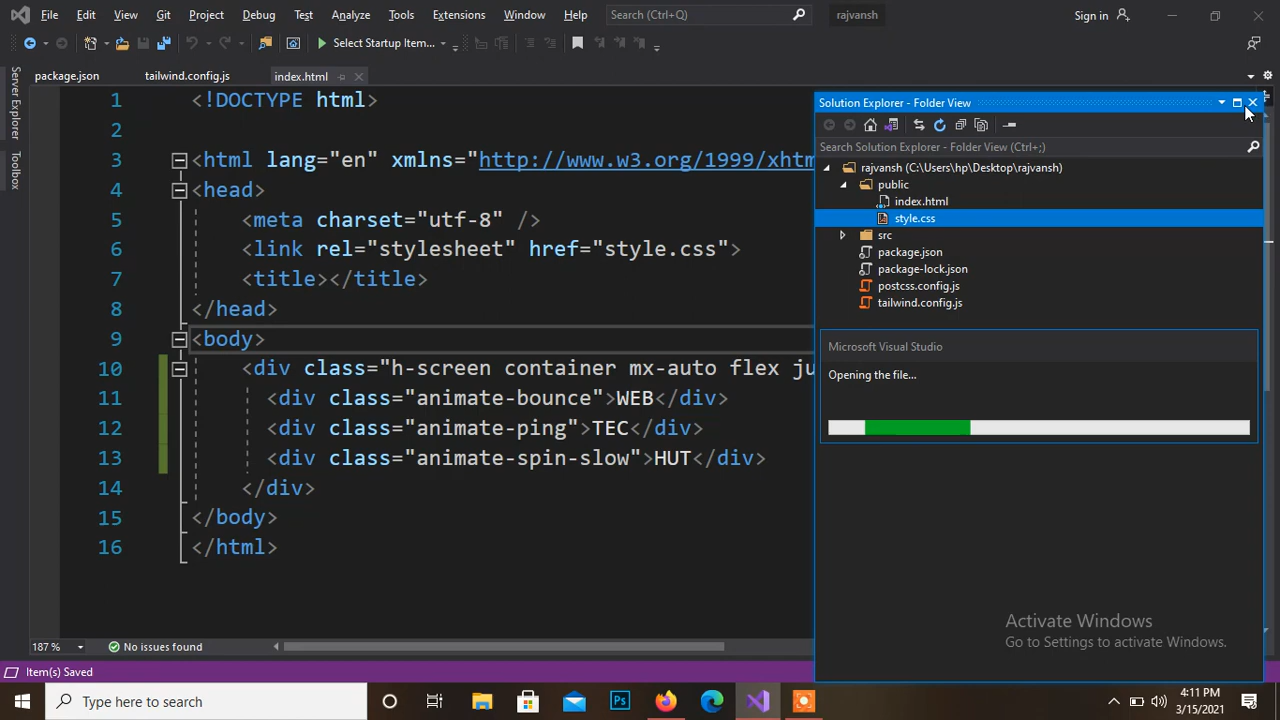 File Edit View Git Project Debug Test Analyze Tools Extensions Window Help Search (Ctrl+Q) rajvansh Sign in
Select Startup Item...
package.json tailwind.config.js index.html
Server Explorer
Toolbox
1 <!DOCTYPE html>
2
3 <html lang="en" xmlns="http://www.w3.org/1999/xhtm
4 <head>
5 <meta charset="utf-8" />
6 <link rel="stylesheet" href="style.css">
7 <title></title>
8 </head>
9 <body>
10 <div class="h-screen container mx-auto flex ju
11 <div class="animate-bounce">WEB</div>
12 <div class="animate-ping">TEC</div>
13 <div class="animate-spin-slow">HUT</div>
14 </div>
15 </body>
16 </html>
Solution Explorer - Folder View
Search Solution Explorer - Folder View (Ctrl+;)
rajvansh (C:\Users\hp\Desktop\rajvansh)
public
index.html
style.css
src
package.json
package-lock.json
postcss.config.js
tailwind.config.js
Microsoft Visual Studio
Opening the file...
Activate Windows
Go to Settings to activate Windows.
187 % No issues found
Item(s) Saved
Type here to search
Ps
4:11 PM
3/15/2021